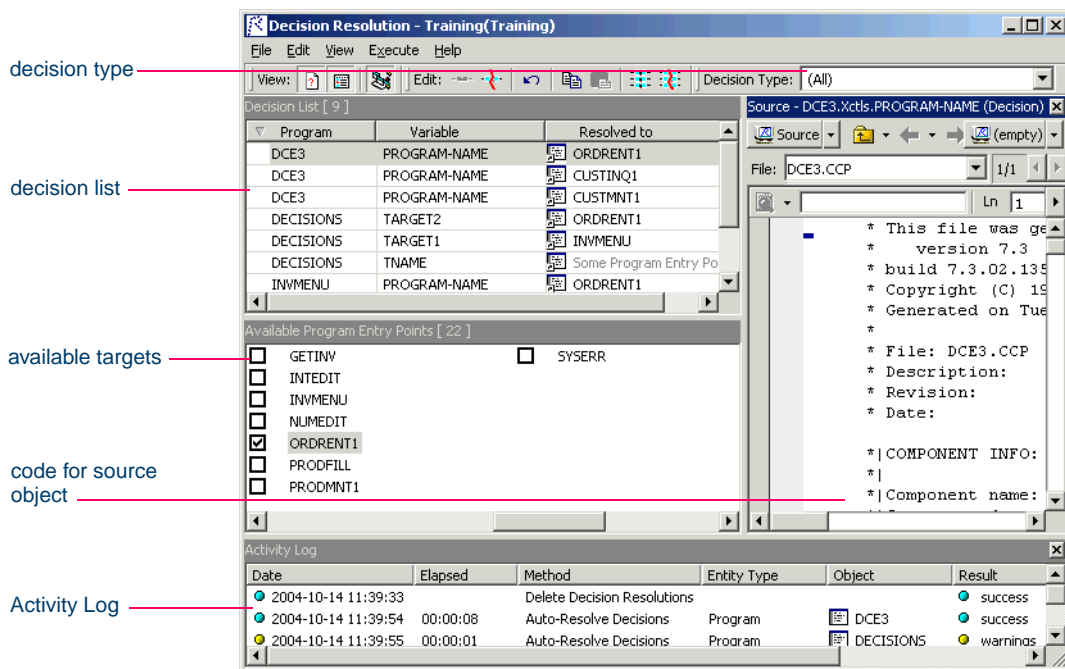 Decision Resolution - Training(Training)
File Edit View Execute Help
decision type
View: Edit: Decision Type: (All)
Decision List [ 9 ]
Program Variable Resolved to
DCE3 PROGRAM-NAME ORDRENT1
decision list
DCE3 PROGRAM-NAME CUSTINQ1
DCE3 PROGRAM-NAME CUSTMNT1
DECISIONS TARGET2 ORDRENT1
DECISIONS TARGET1 INVMENU
DECISIONS TNAME Some Program Entry Po
INVMENU PROGRAM-NAME ORDRENT1
Source - DCE3.Xctls.PROGRAM-NAME (Decision)
Source (empty)
File: DCE3.CCP 1/1
Ln 1
* This file was ge
* version 7.3
* build 7.3.02.135
* Copyright (C) 19
* Generated on Tue
*
* File: DCE3.CCP
* Description:
* Revision:
* Date:
*|COMPONENT INFO:
*|
*|Component name:
Available Program Entry Points [ 22 ]
available targets
GETINV SYSERR
INTEDIT
INVMENU
NUMEDIT
ORDRENT1
PRODFILL
PRODMNT1
code for source
object
Activity Log
Date Elapsed Method Entity Type Object Result
2004-10-14 11:39:33 Delete Decision Resolutions success
Activity Log
2004-10-14 11:39:54 00:00:08 Auto-Resolve Decisions Program DCE3 success
2004-10-14 11:39:55 00:00:01 Auto-Resolve Decisions Program DECISIONS warnings